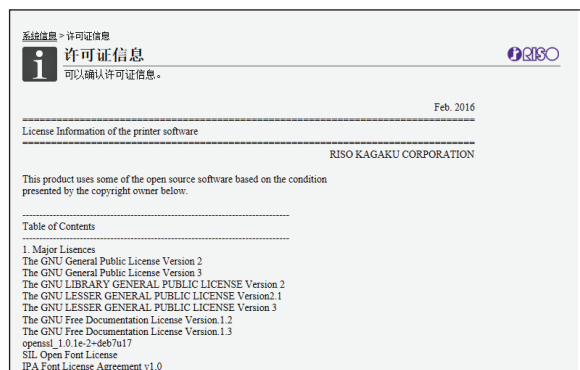 系统信息 > 许可证信息
i
许可证信息
RISO
可以确认许可证信息。
Feb. 2016
================================================================================
License Information of the printer software
================================================================================
RISO KAGAKU CORPORATION
This product uses some of the open source software based on the condition
presented by the copyright owner below.
--------------------------------------------------------------------------------
Table of Contents
--------------------------------------------------------------------------------
1. Major Lisences
The GNU General Public License Version 2
The GNU General Public License Version 3
The GNU LIBRARY GENERAL PUBLIC LICENSE Version 2
The GNU LESSER GENERAL PUBLIC LICENSE Version2.1
The GNU LESSER GENERAL PUBLIC LICENSE Version 3
The GNU Free Documentation License Version.1.2
The GNU Free Documentation License Version.1.3
openssl_1.0.1e-2+deb7u17
SIL Open Font License
IPA Font License Agreement v1.0